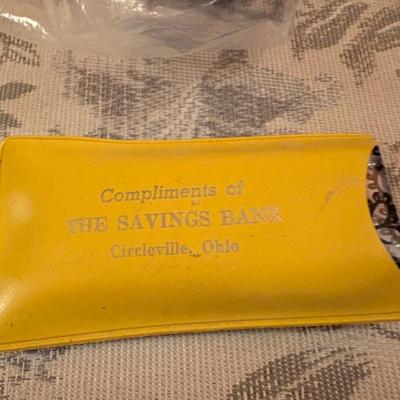 Compliments of
THE SAVINGS BANK
Circleville, Ohio